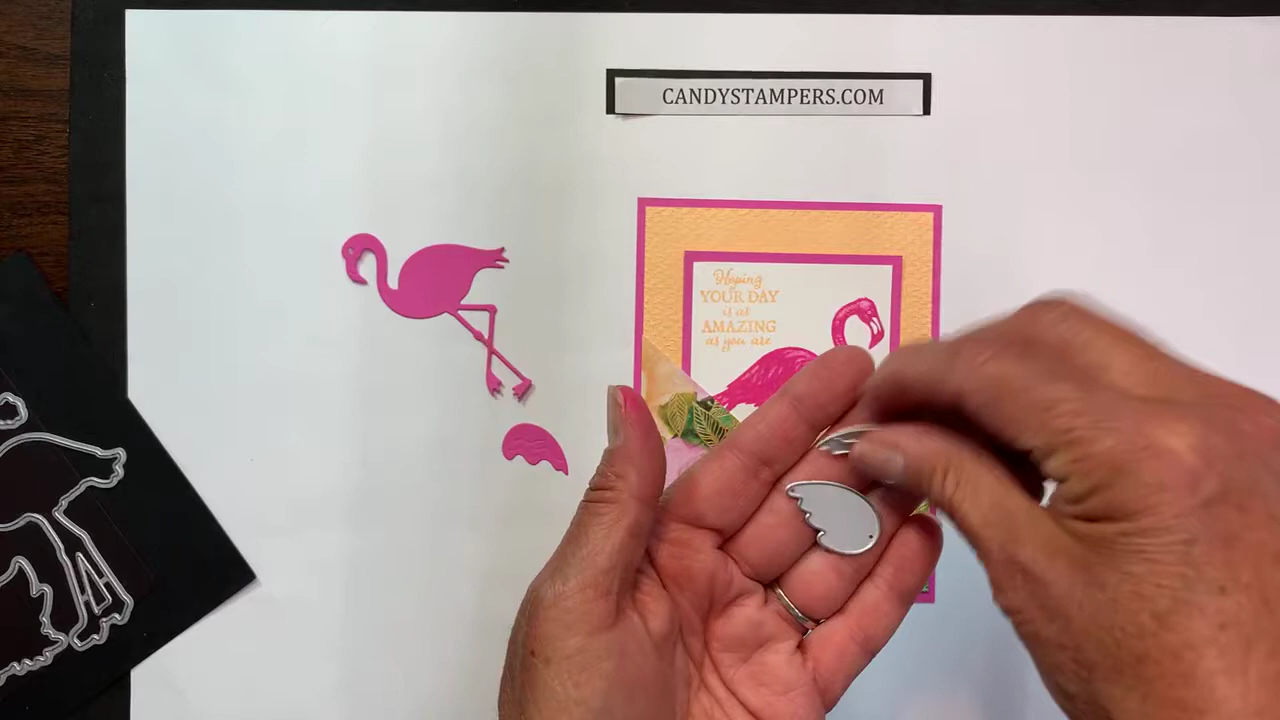 CANDYSTAMPERS.COM
Hoping
YOUR DAY
is as
AMAZING
as you are